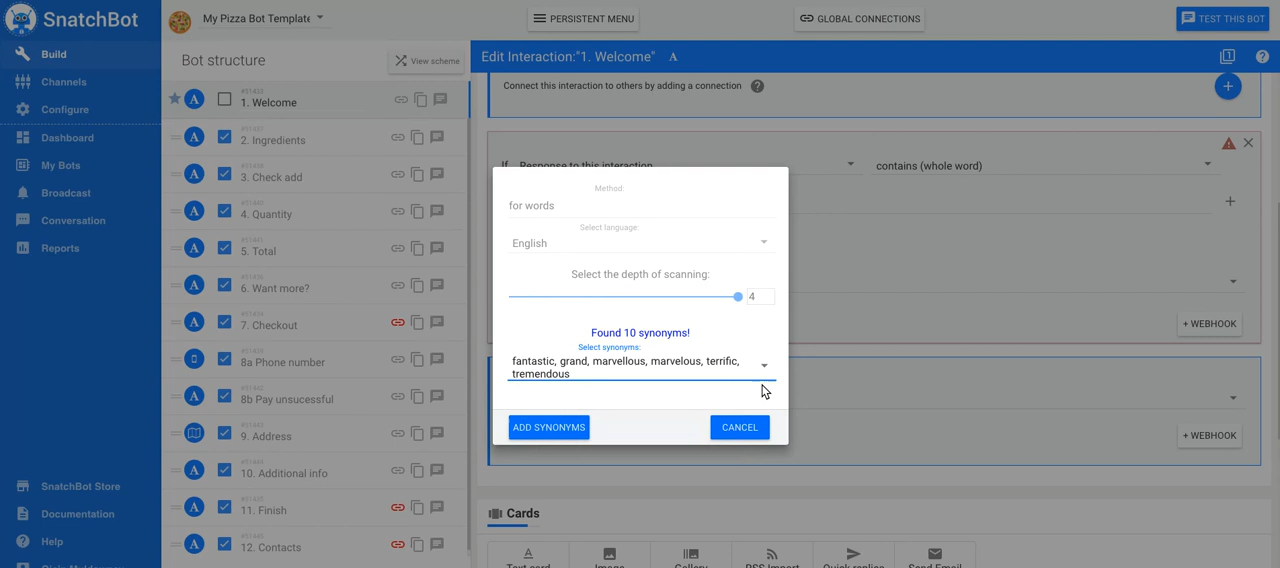 SnatchBot
My Pizza Bot Template
PERSISTENT MENU
GLOBAL CONNECTIONS
TEST THIS BOT
Build
Channels
Configure
Dashboard
My Bots
Broadcast
Conversation
Reports
SnatchBot Store
Documentation
Help
Bot structure
View scheme
A
1. Welcome
A
2. Ingredients
A
3. Check add
A
4. Quantity
A
5. Total
A
6. Want more?
A
7. Checkout
8a Phone number
A
8b Pay unsucessful
9. Address
A
10. Additional info
A
11. Finish
A
12. Contacts
Edit Interaction:"1. Welcome" A
1
?
Connect this interaction to others by adding a connection ?
If Response to this interaction
contains (whole word)
+ WEBHOOK
+ WEBHOOK
Method:
for words
Select language:
English
Select the depth of scanning:
4
Found 10 synonyms!
Select synonyms:
fantastic, grand, marvellous, marvelous, terrific,
tremendous
ADD SYNONYMS
CANCEL
Cards
Text card
Image
Gallery
RSS Import
Quick replies
Send Email